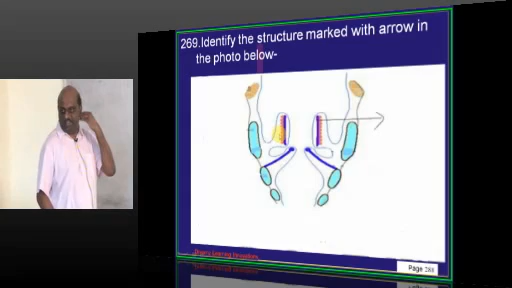 269.Identify the structure marked with arrow in
the photo below-
Page 288